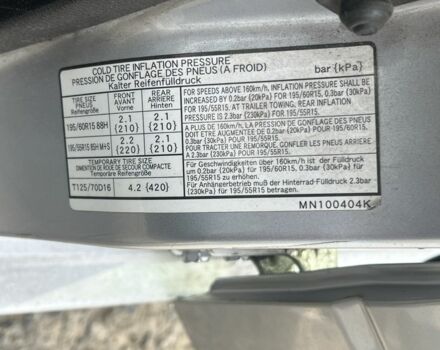 COLD TIRE INFLATION PRESSURE
PRESSION DE GONFLAGE DES PNEUS (A FROID)
Kalter Reifenfülldruck
bar {kPa}
TIRE SIZE
PNEUS
Reifengröße
FRONT
AVANT
Vorne
REAR
ARRIERE
Hinten
195/60R15 88H
2.1
{210}
2.1
{210}
195/55R15 85H M+S
2.2
{220}
2.1
{210}
TEMPORARY TIRE SIZE
DIMENTION DE ROUE DE SECOUR COMPACTE
Temporäre Reifengröße
T125/70D16
4.2 {420}
FOR SPEEDS ABOVE 160km/h, INFLATION PRESSURE SHALL BE
INCREASED BY 0.2bar {20kPa} FOR 195/60R15, 0.3bar {30kPa}
FOR 195/55R15. AT TRAILER TOWING, REAR INFLATION
PRESSURE IS 2.3bar {230kPa} FOR 195/55R15.
A PLUS DE 160km/h, LA PRESSION DE GONFLAGE DES PNEUS
DOIT ETRE AUGMENTEE DE 0.2bar {20kPa} POUR 195/60R15,
0.3bar {30kPa} POUR 195/55R15.
POUR TRACTER UNE REMORQUE, GONFLER LES PNEUS ARRIERE
A 2.3bar {230kPa} POUR 195/55R15.
Für Geschwindigkeiten über 160km/h ist der Fülldruck
um 0.2bar {20kPa} für 195/60R15, 0.3bar {30kPa} für
195/55R15 zu erhöhen.
Für Anhängerbetrieb muß der Hinterrad-Fülldruck 2.3bar
{230kPa} für 195/55R15 betragen.
MN100404K